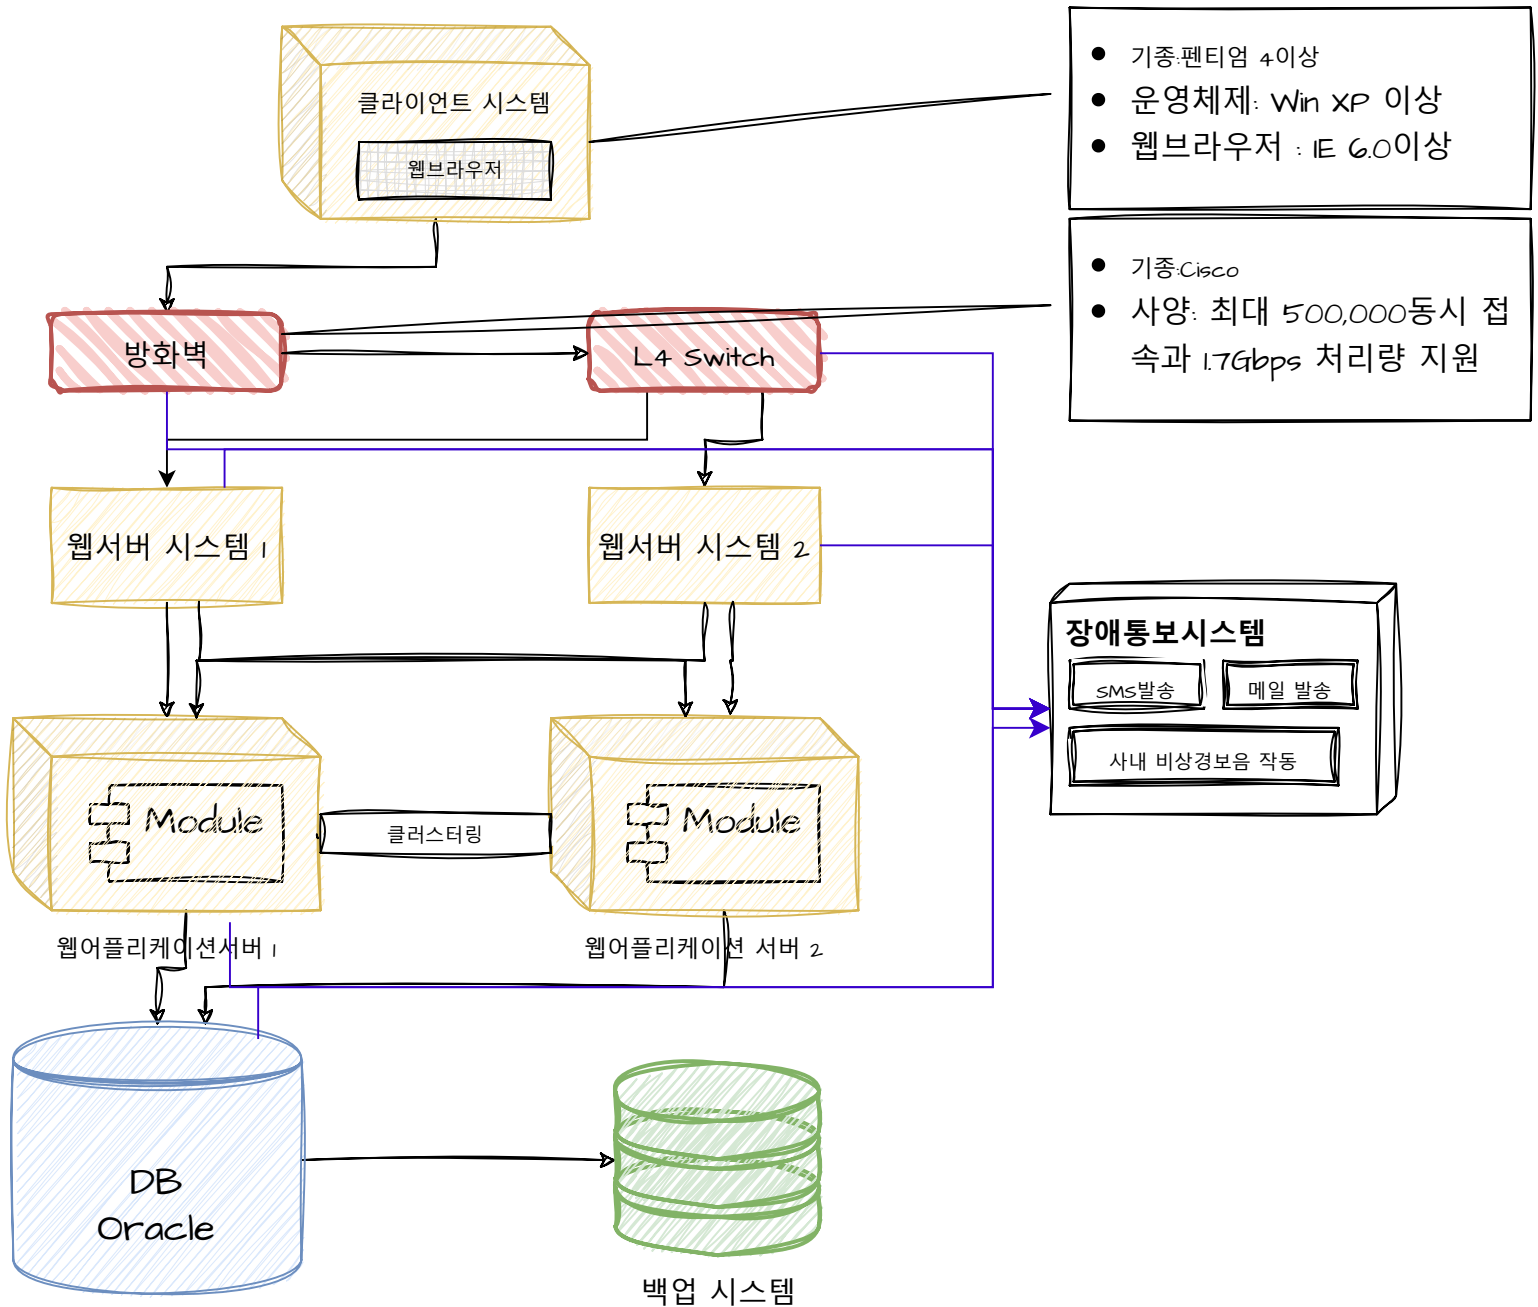 클라이언트 시스템
웹브라우저
기종:펜티엄 4이상
운영체제: Win XP 이상
웹브라우저 : IE 6.0이상
기종:Cisco
사양: 최대 500,000동시 접
속과 1.7Gbps 처리량 지원
방화벽
L4 Switch
웹서버 시스템 1
웹서버 시스템 2
장애통보시스템
SMS발송
메일 발송
사내 비상경보음 작동
Module
클러스터링
Module
웹어플리케이션서버 1
웹어플리케이션 서버 2
DB
Oracle
백업 시스템